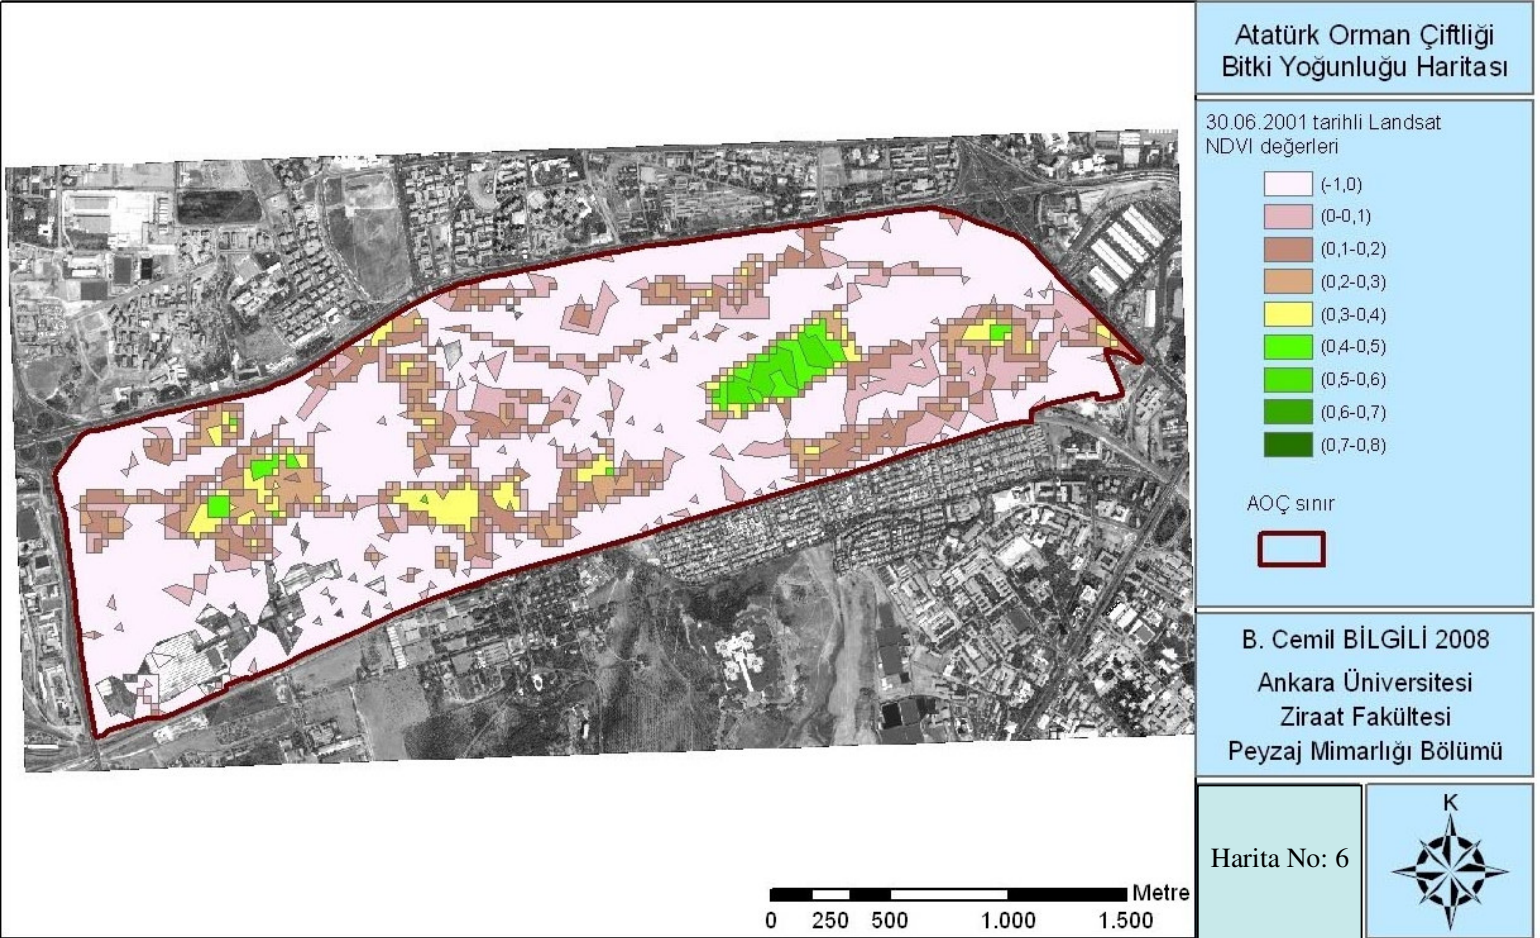 Atatürk Orman Çiftliği
Bitki Yoğunluğu Haritası
30.06.2001 tarihli Landsat
NDVI değerleri
(-1,0)
(0-0,1)
(0,1-0,2)
(0,2-0,3)
(0,3-0,4)
(0,4-0,5)
(0,5-0,6)
(0,6-0,7)
(0,7-0,8)
AOÇ sınır
B. Cemil BİLGİLİ 2008
Ankara Üniversitesi
Ziraat Fakültesi
Peyzaj Mimarlığı Bölümü
Harita No: 6
K
Metre
0 250 500 1.000 1.500